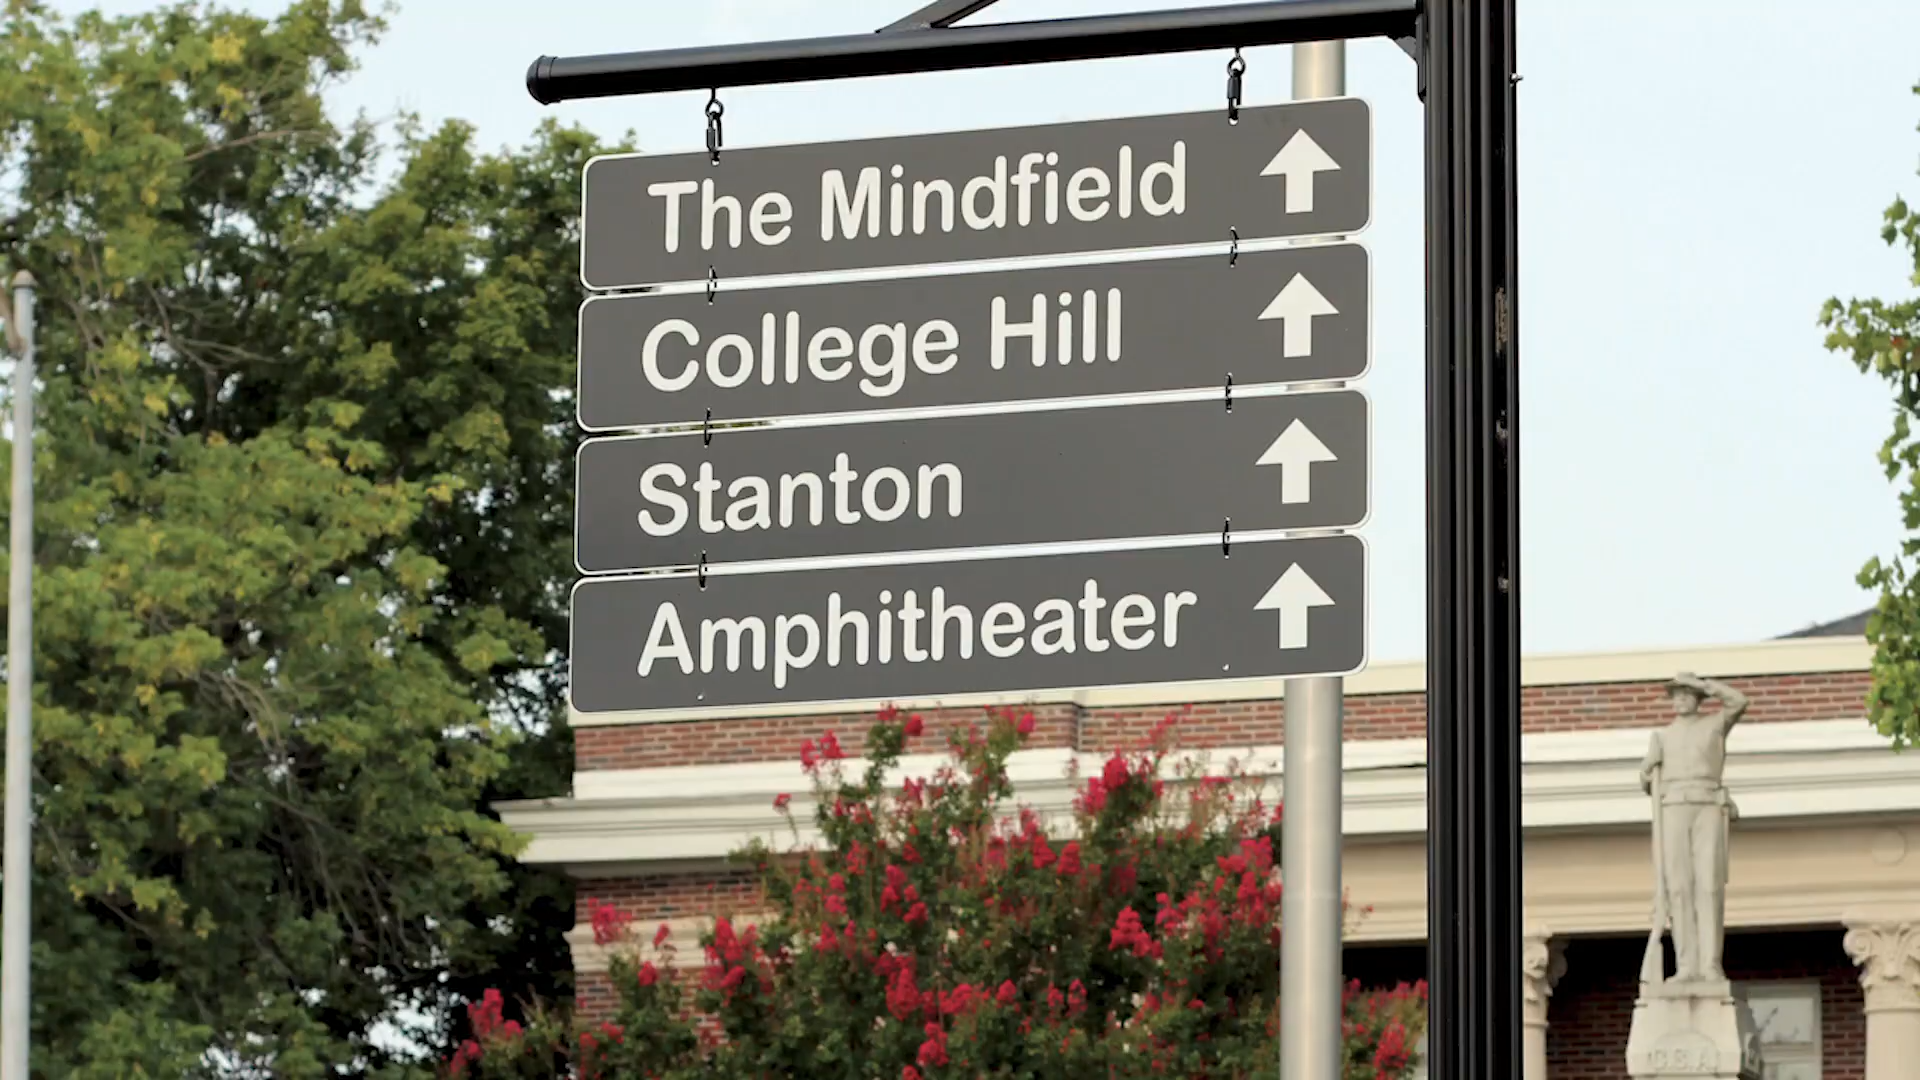 The Mindfield
College Hill
Stanton
Amphitheater
C.S.A.